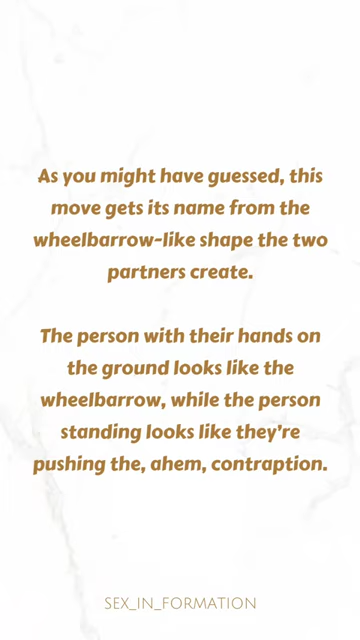 As you might have guessed, this
move gets its name from the
wheelbarrow-like shape the two
partners create.
The person with their hands on
the ground looks like the
wheelbarrow, while the person
standing looks like they're
pushing the, ahem, contraption.
SEX_IN_FORMATION